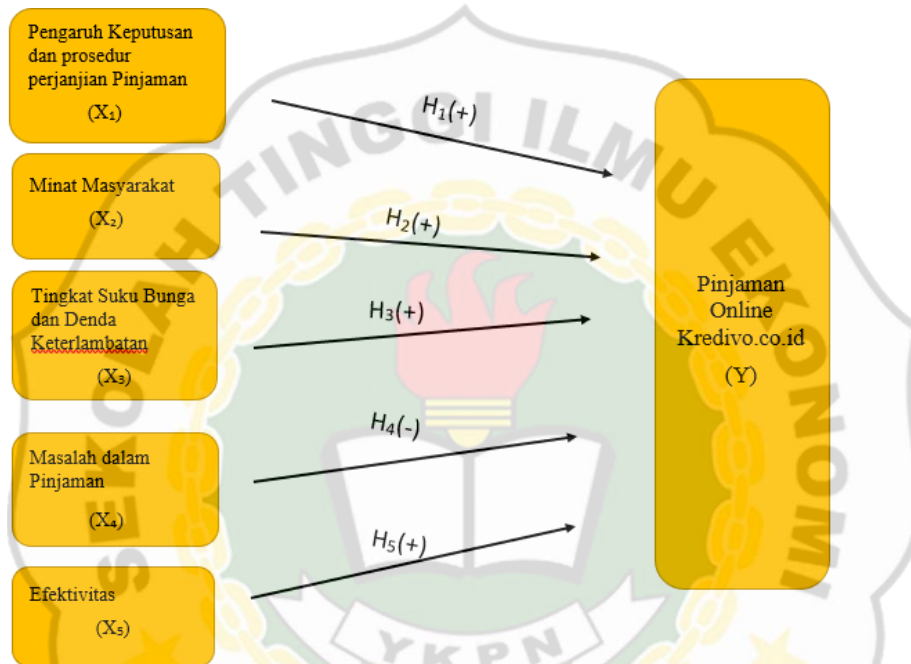 Pengaruh Keputusan
dan prosedur
perjanjian Pinjaman
(X₁)
H₁(+)
Minat Masyarakat
(X₂)
H₂(+)
Tingkat Suku Bunga
dan Denda
Keterlambatan
(X₃)
H₃(+)
Masalah dalam
Pinjaman
(X₄)
H₄(-)
Efektivitas
(X₅)
H₅(+)
Pinjaman
Online
Kredivo.co.id
(Y)
SEKOLAH TINGGI ILMU EKONOMI
YKPN